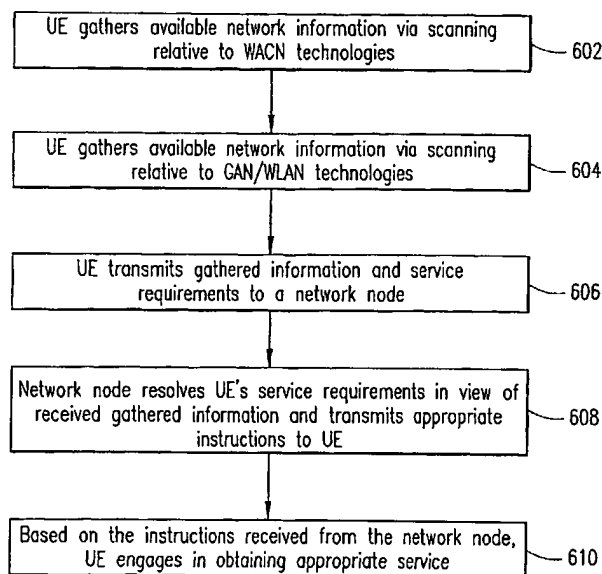 UE gathers available network information via scanning
relative to WACN technologies
602
UE gathers available network information via scanning
relative to GAN/WLAN technologies
604
UE transmits gathered information and service
requirements to a network node
606
Network node resolves UE's service requirements in view of
received gathered information and transmits appropriate
instructions to UE
608
Based on the instructions received from the network node,
UE engages in obtaining appropriate service
610